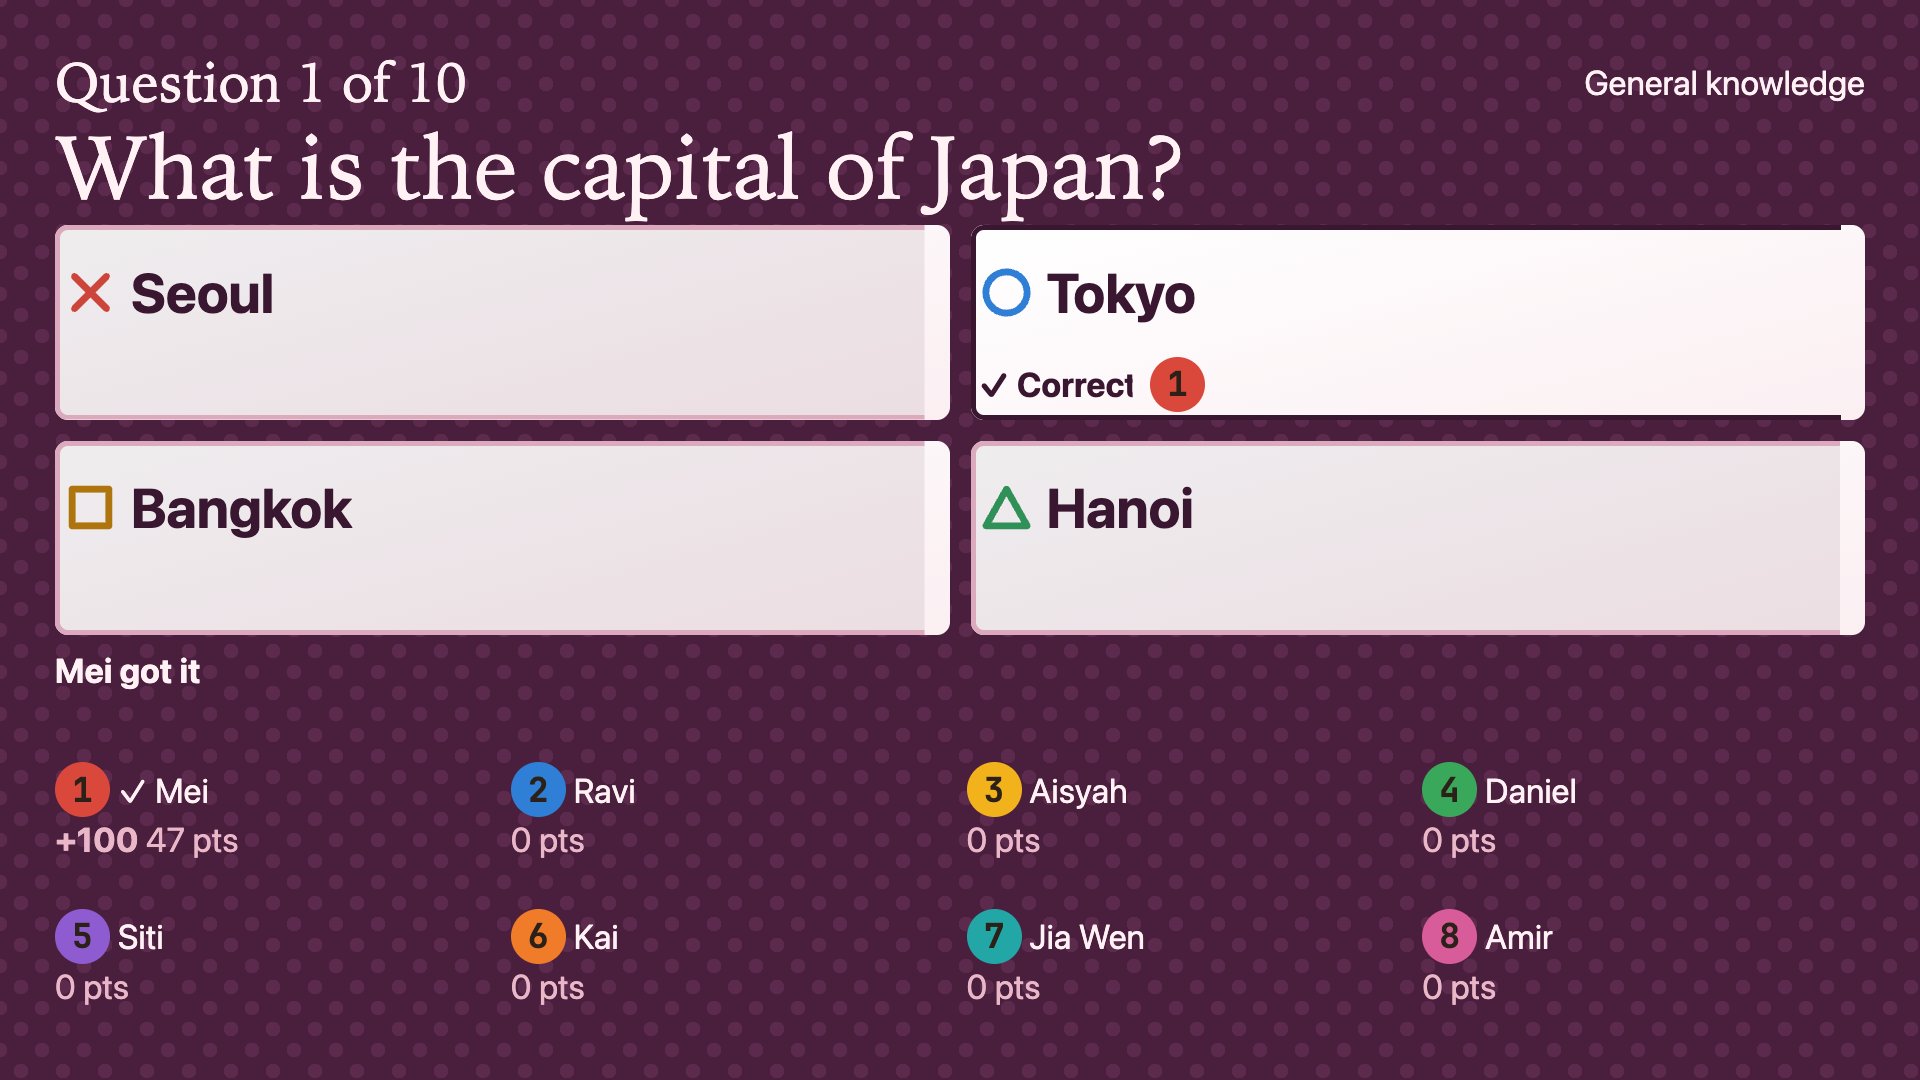 Question 1 of 10
General knowledge
What is the capital of Japan?
Seoul
Tokyo
✓ Correct 1
Bangkok
Hanoi
Mei got it
1 ✓ Mei
+100 47 pts
2 Ravi
0 pts
3 Aisyah
0 pts
4 Daniel
0 pts
5 Siti
0 pts
6 Kai
0 pts
7 Jia Wen
0 pts
8 Amir
0 pts